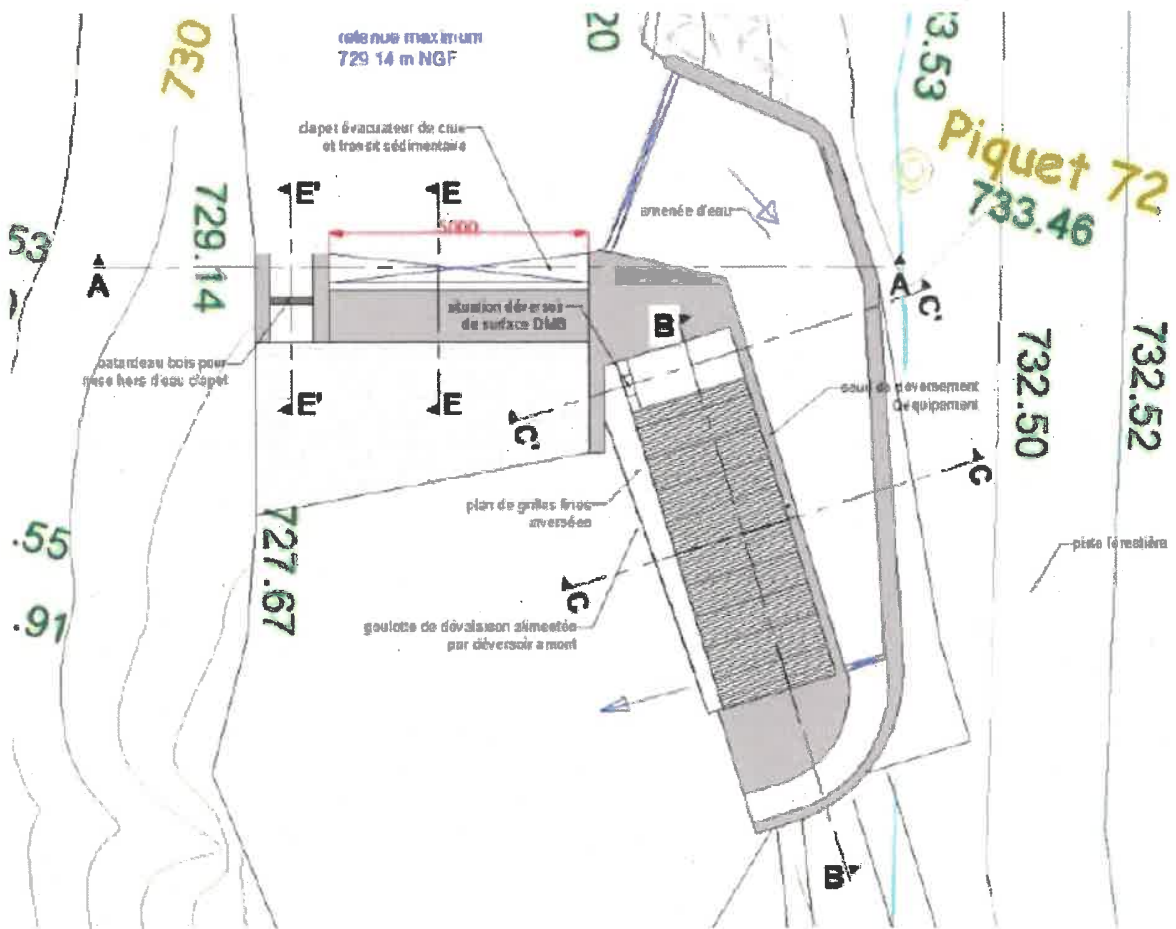 730
retenue maximum
729 14 m NGF
20
3.53
Piquet 72
733.46
clapet évacuateur de crue
et transit sédimentaire
amenée d'eau
729.14
53
E'
E
5000
A
A
C'
situation déversoir
de surface DMB
B
batardeau bois pour
mise hors d'eau clapet
E'
E
C'
seuil de déversement
Q équipement
732.50
732.52
C
plan de grilles fines
inversées
.55
727.67
piste forestière
C
.91
goulotte de dévalaison alimentée
par déversoir amont
B'